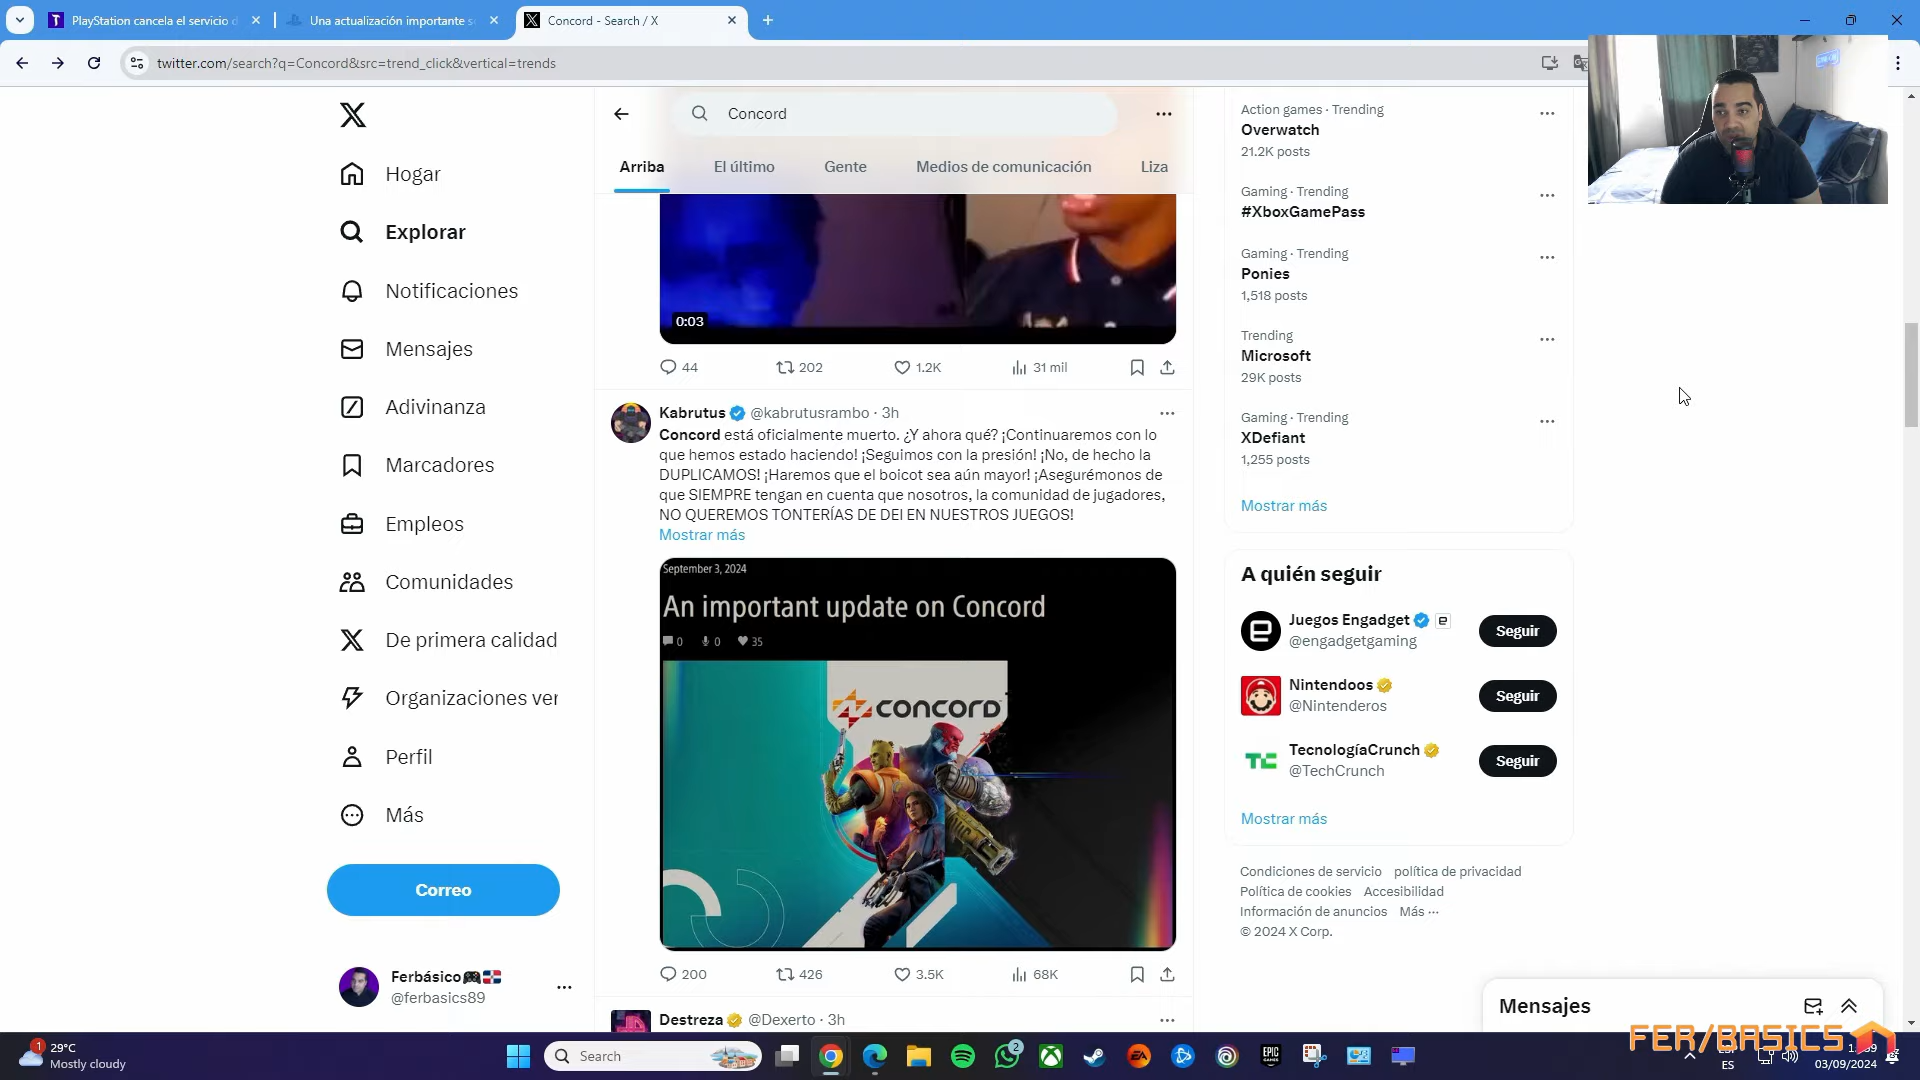 PlayStation cancela el servicio d
Una actualización importante s
Concord - Search / X
twitter.com/search?q=Concord&src=trend_click&vertical=trends
Hogar
Explorar
Notificaciones
Mensajes
Adivinanza
Marcadores
Empleos
Comunidades
De primera calidad
Organizaciones ver
Perfil
Más
Correo
Ferbásico
@ferbasics89
Concord
Arriba
El último
Gente
Medios de comunicación
Liza
0:03
44
202
1.2K
31 mil
Kabrutus @kabrutusrambo · 3h
Concord está oficialmente muerto. ¿Y ahora qué? ¡Continuaremos con lo
que hemos estado haciendo! ¡Seguimos con la presión! ¡No, de hecho la
DUPLICAMOS! ¡Haremos que el boicot sea aún mayor! ¡Asegurémonos de
que SIEMPRE tengan en cuenta que nosotros, la comunidad de jugadores,
NO QUEREMOS TONTERÍAS DE DEI EN NUESTROS JUEGOS!
Mostrar más
September 3, 2024
An important update on Concord
0 0 35
CONCORD
200
426
3.5K
68K
Destreza @Dexerto · 3h
Action games · Trending
Overwatch
21.2K posts
Gaming · Trending
#XboxGamePass
Gaming · Trending
Ponies
1,518 posts
Trending
Microsoft
29K posts
Gaming · Trending
XDefiant
1,255 posts
Mostrar más
A quién seguir
Juegos Engadget
@engadgetgaming
Seguir
Nintendoos
@Nintenderos
Seguir
TecnologíaCrunch
@TechCrunch
Seguir
Mostrar más
Condiciones de servicio política de privacidad
Política de cookies Accesibilidad
Información de anuncios Más ···
© 2024 X Corp.
Mensajes
FER/BASICS
1
29°C
Mostly cloudy
Search
2
EPIC GAMES
ES
03/09/2024